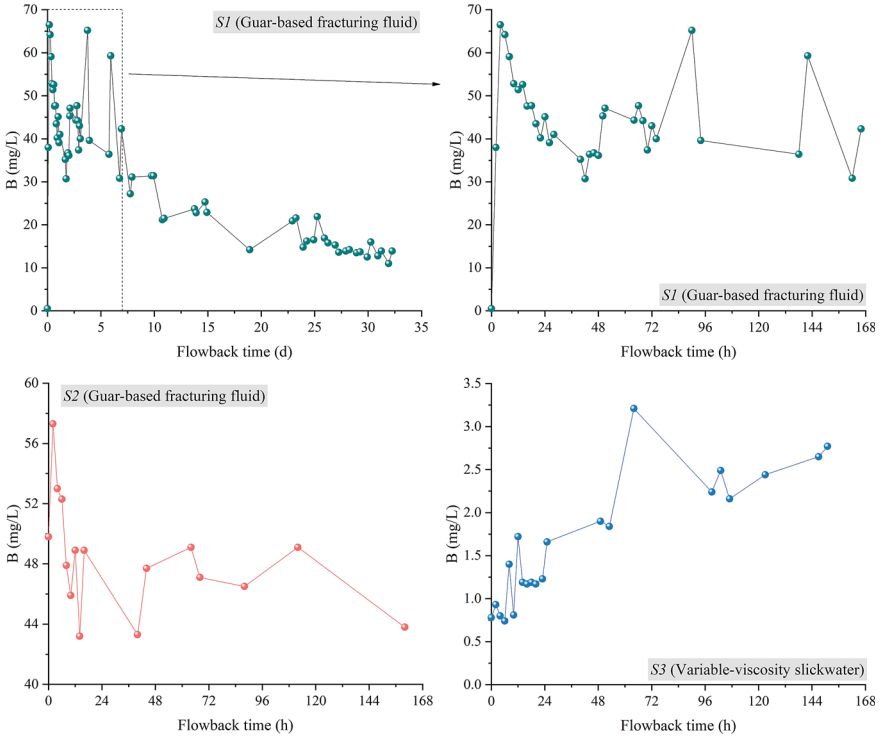 S1 (Guar-based fracturing fluid)
B (mg/L)
70
60
50
40
30
20
10
0
0 5 10 15 20 25 30 35
Flowback time (d)
S1 (Guar-based fracturing fluid)
B (mg/L)
70
60
50
40
30
20
10
0
0 24 48 72 96 120 144 168
Flowback time (h)
S2 (Guar-based fracturing fluid)
B (mg/L)
60
56
52
48
44
40
0 24 48 72 96 120 144 168
Flowback time (h)
S3 (Variable-viscosity slickwater)
B (mg/L)
3.5
3.0
2.5
2.0
1.5
1.0
0.5
0.0
0 24 48 72 96 120 144 168
Flowback time (h)